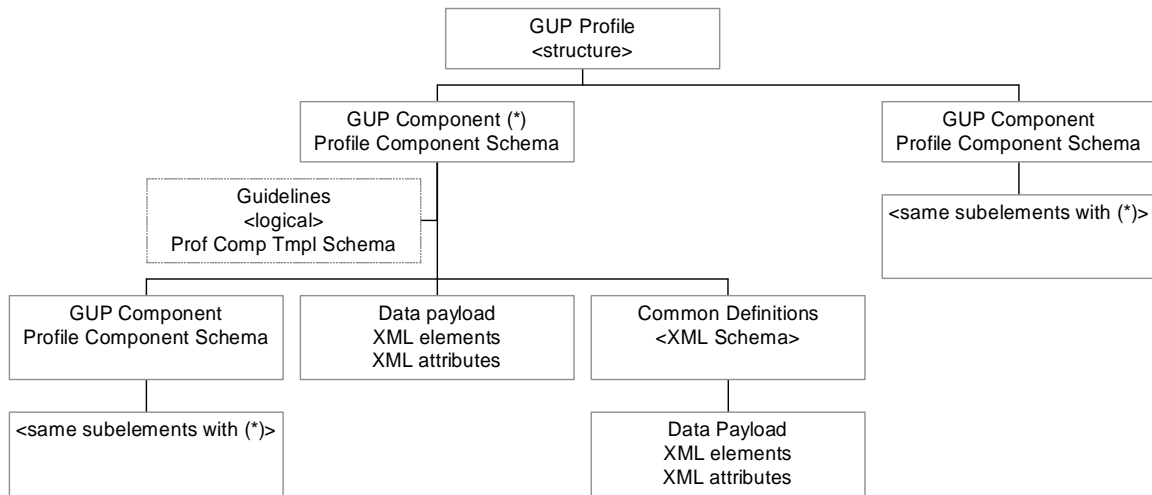 GUP Profile
<structure>
GUP Component (*)
Profile Component Schema
GUP Component
Profile Component Schema
Guidelines
<logical>
Prof Comp Tmpl Schema
<same subelements with (*)>
GUP Component
Profile Component Schema
Data payload
XML elements
XML attributes
Common Definitions
<XML Schema>
<same subelements with (*)>
Data Payload
XML elements
XML attributes